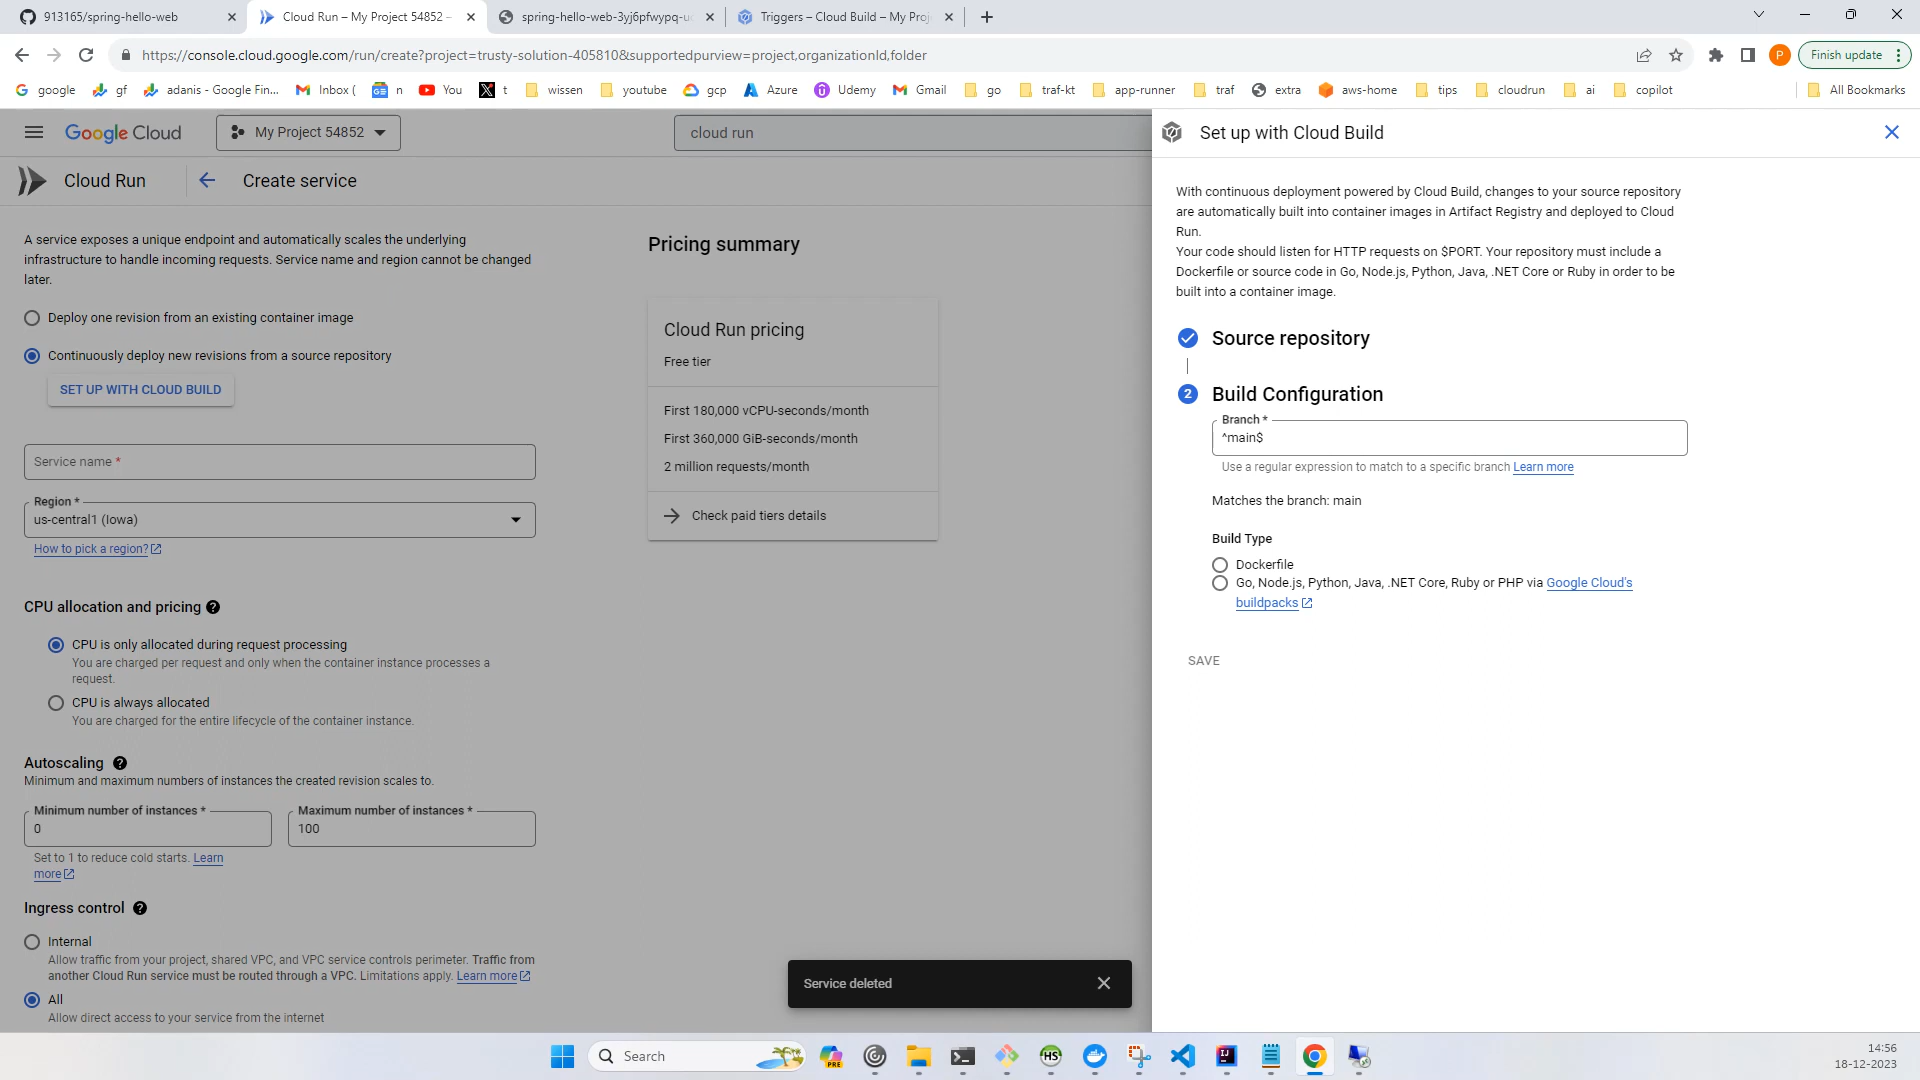 913165/spring-hello-web
Cloud Run – My Project 54852 –
spring-hello-web-3yj6pfwypq-uc
Triggers – Cloud Build – My Proj
https://console.cloud.google.com/run/create?project=trusty-solution-405810&supportedpurview=project,organizationId,folder
P
Finish update
google
gf
adanis - Google Fin...
Inbox (
n
You
t
wissen
youtube
gcp
Azure
Udemy
Gmail
go
traf-kt
app-runner
traf
extra
aws-home
tips
cloudrun
ai
copilot
All Bookmarks
Google Cloud
My Project 54852
cloud run
Cloud Run
Create service
A service exposes a unique endpoint and automatically scales the underlying
infrastructure to handle incoming requests. Service name and region cannot be changed
later.
Deploy one revision from an existing container image
Continuously deploy new revisions from a source repository
SET UP WITH CLOUD BUILD
Service name *
Region *
us-central1 (Iowa)
How to pick a region?
CPU allocation and pricing
CPU is only allocated during request processing
You are charged per request and only when the container instance processes a
request.
CPU is always allocated
You are charged for the entire lifecycle of the container instance.
Autoscaling
Minimum and maximum numbers of instances the created revision scales to.
Minimum number of instances *
0
Maximum number of instances *
100
Set to 1 to reduce cold starts. Learn
more
Ingress control
Internal
Allow traffic from your project, shared VPC, and VPC service controls perimeter. Traffic from
another Cloud Run service must be routed through a VPC. Limitations apply. Learn more
All
Allow direct access to your service from the internet
Pricing summary
Cloud Run pricing
Free tier
First 180,000 vCPU-seconds/month
First 360,000 GiB-seconds/month
2 million requests/month
Check paid tiers details
Service deleted
Set up with Cloud Build
With continuous deployment powered by Cloud Build, changes to your source repository
are automatically built into container images in Artifact Registry and deployed to Cloud
Run.
Your code should listen for HTTP requests on $PORT. Your repository must include a
Dockerfile or source code in Go, Node.js, Python, Java, .NET Core or Ruby in order to be
built into a container image.
Source repository
2
Build Configuration
Branch *
^main$
Use a regular expression to match to a specific branch Learn more
Matches the branch: main
Build Type
Dockerfile
Go, Node.js, Python, Java, .NET Core, Ruby or PHP via Google Cloud's
buildpacks
SAVE
Search
PRE
HS
14:56
18-12-2023